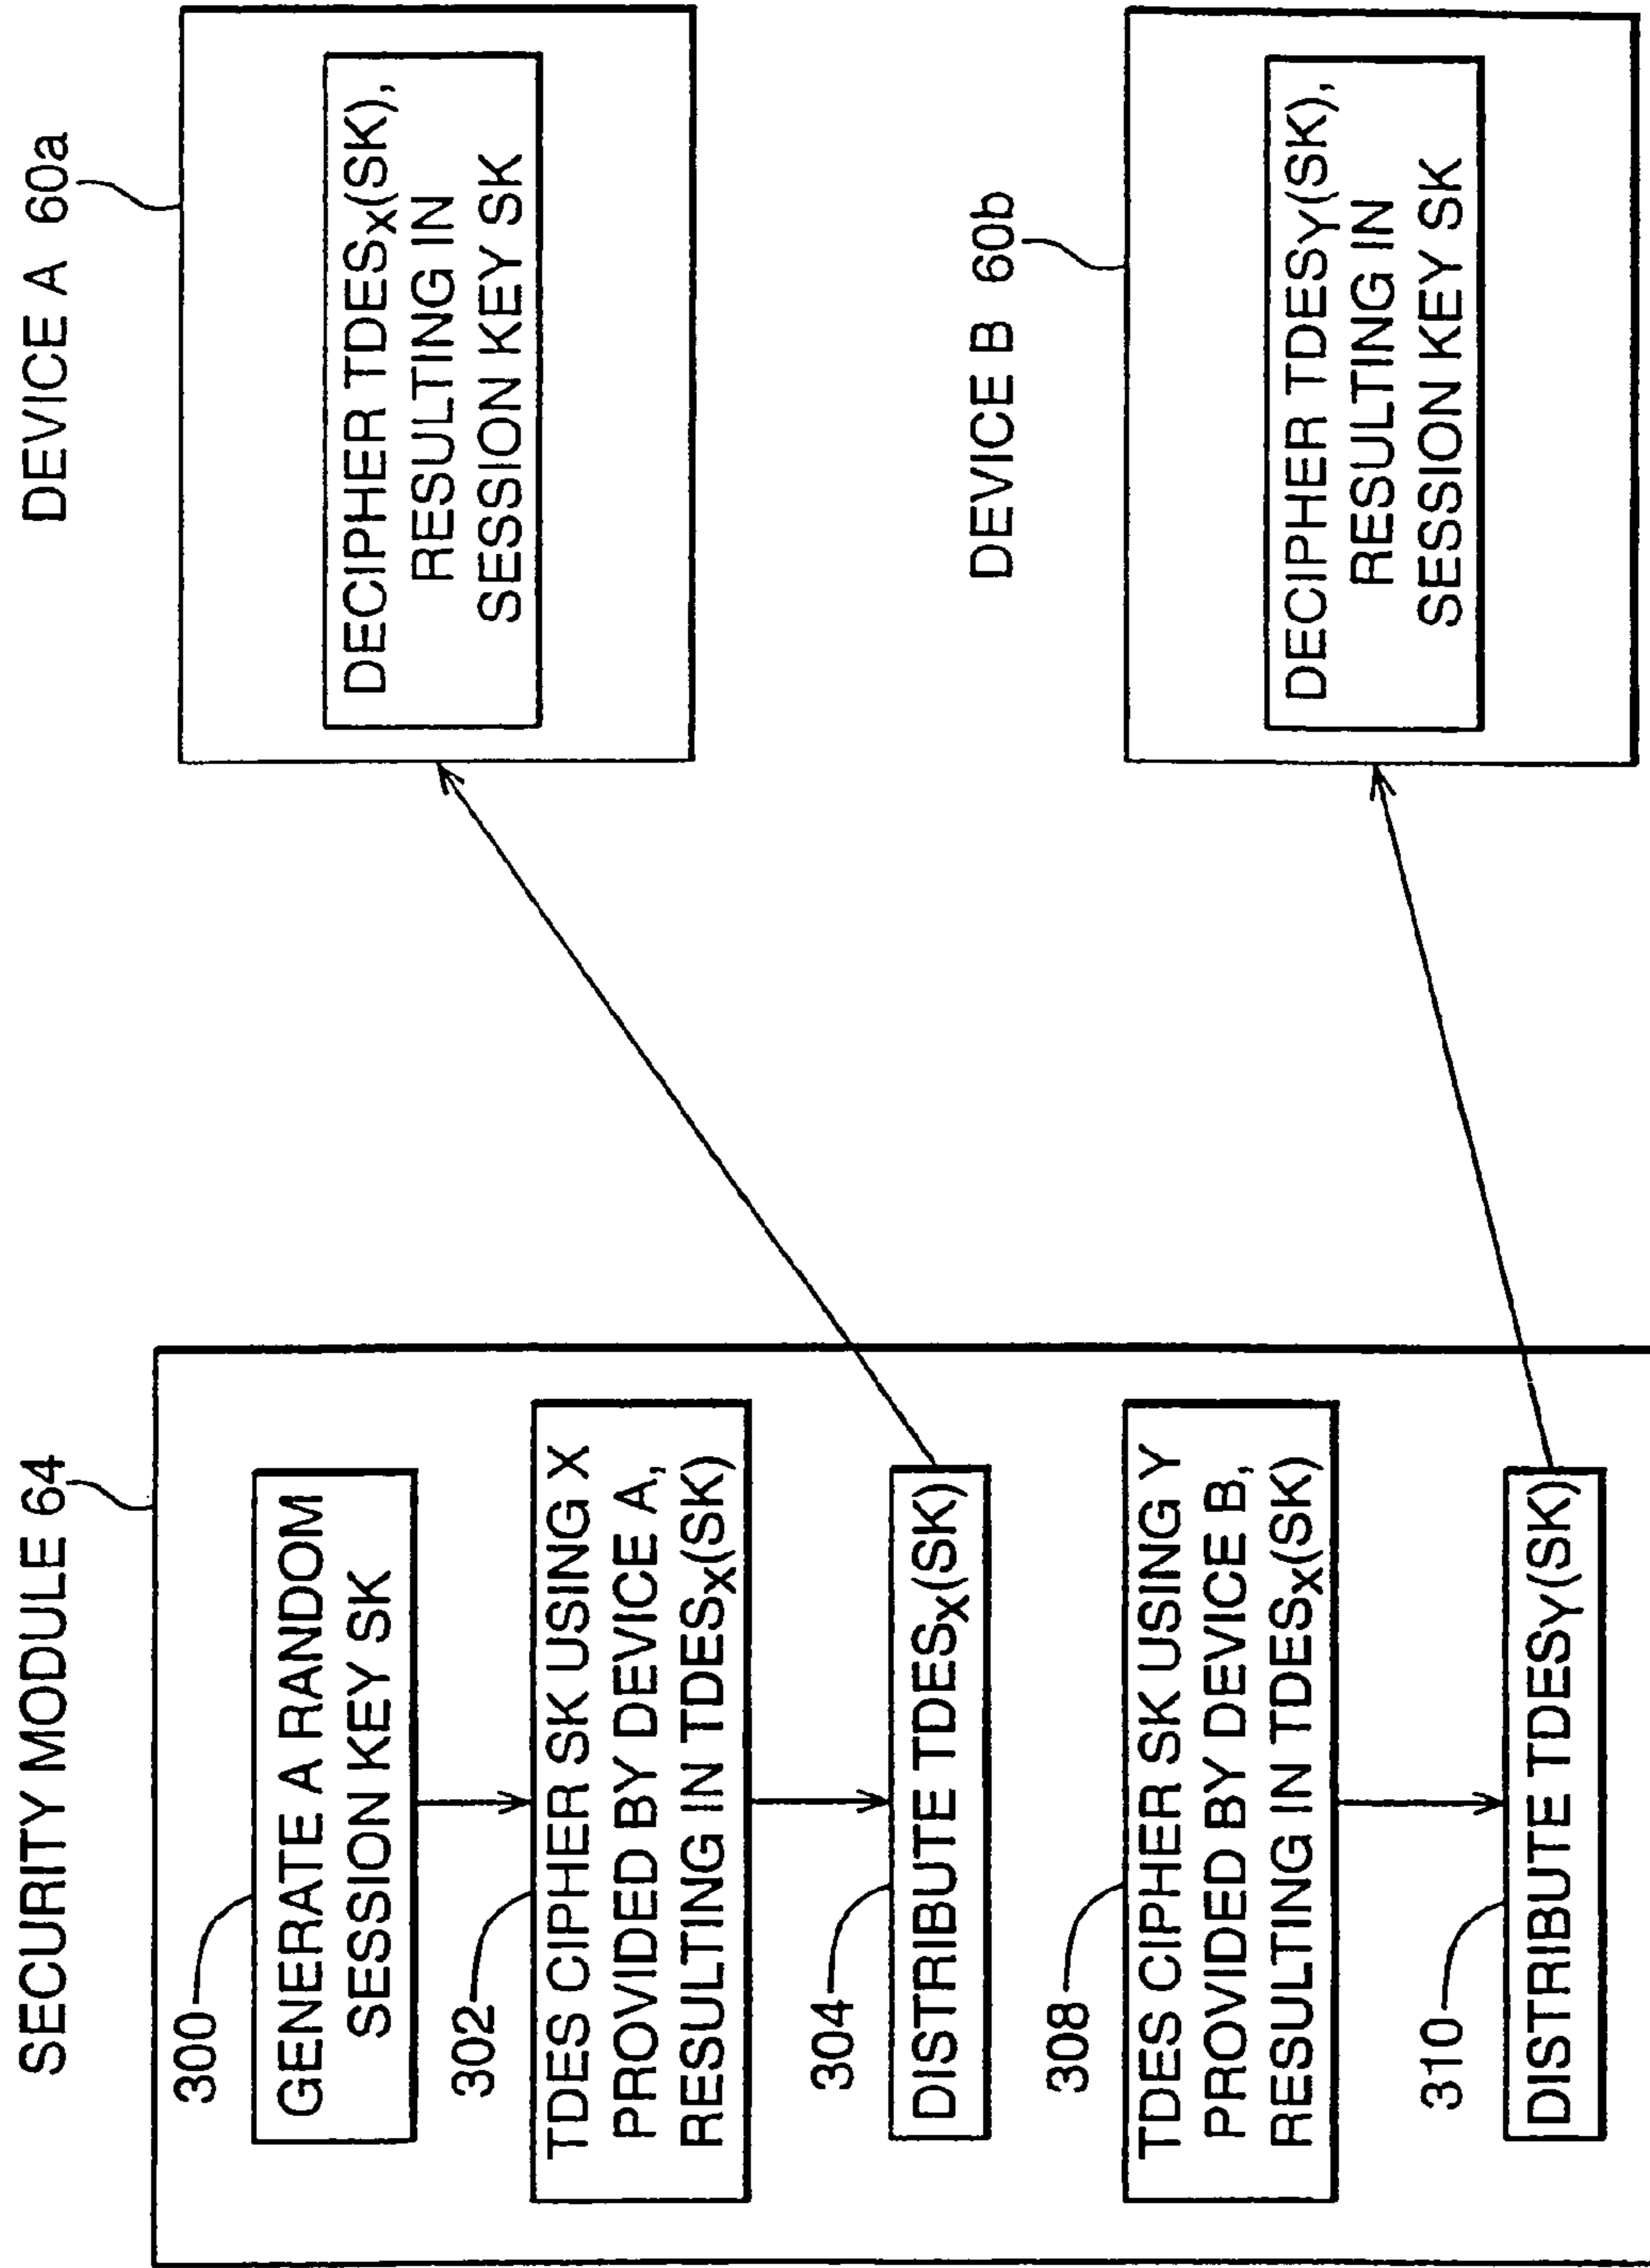 SECURITY MODULE 64
300
GENERATE A RANDOM
SESSION KEY SK
302
TDES CIPHER SK USING X
PROVIDED BY DEVICE A,
RESULTING IN TDESX(SK)
304
DISTRIBUTE TDESX(SK)
308
TDES CIPHER SK USING Y
PROVIDED BY DEVICE B,
RESULTING IN TDESX(SK)
310
DISTRIBUTE TDESY(SK)
DEVICE A 60a
DECIPHER TDESX(SK),
RESULTING IN
SESSION KEY SK
DEVICE B 60b
DECIPHER TDESY(SK),
RESULTING IN
SESSION KEY SK